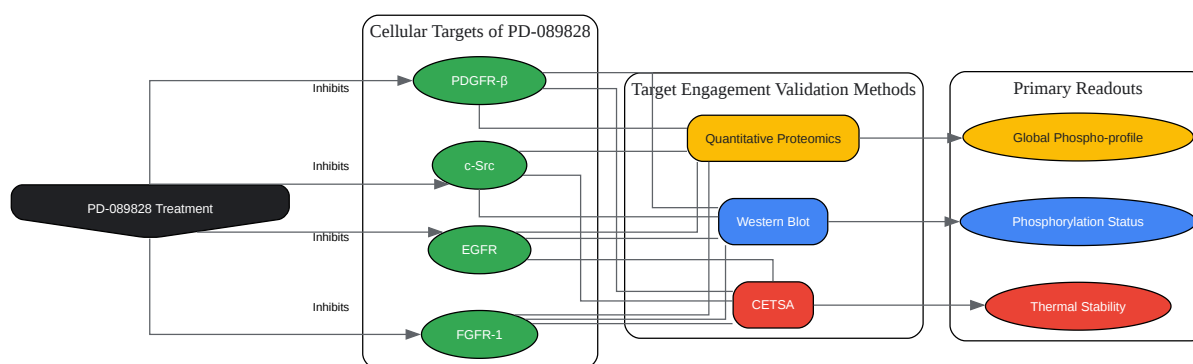 Cellular Targets of PD-089828
PDGFR-β
Inhibits
Target Engagement Validation Methods
Primary Readouts
Quantitative Proteomics
Global Phospho-profile
c-Src
Inhibits
PD-089828 Treatment
Western Blot
Phosphorylation Status
Inhibits
EGFR
Inhibits
CETSA
Thermal Stability
FGFR-1